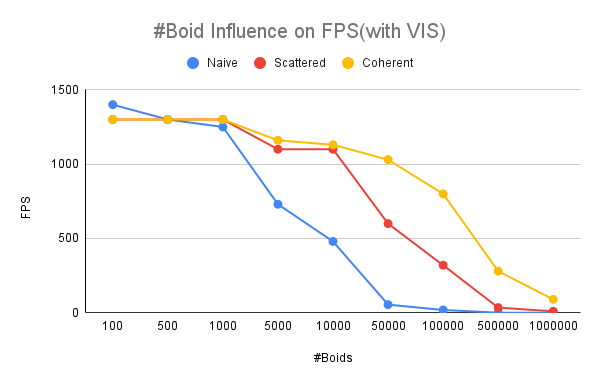 #Boid Influence on FPS(with VIS)
Naive Scattered Coherent
1500
1000
500
0
FPS
100 500 1000 5000 10000 50000 100000 500000 1000000
#Boids